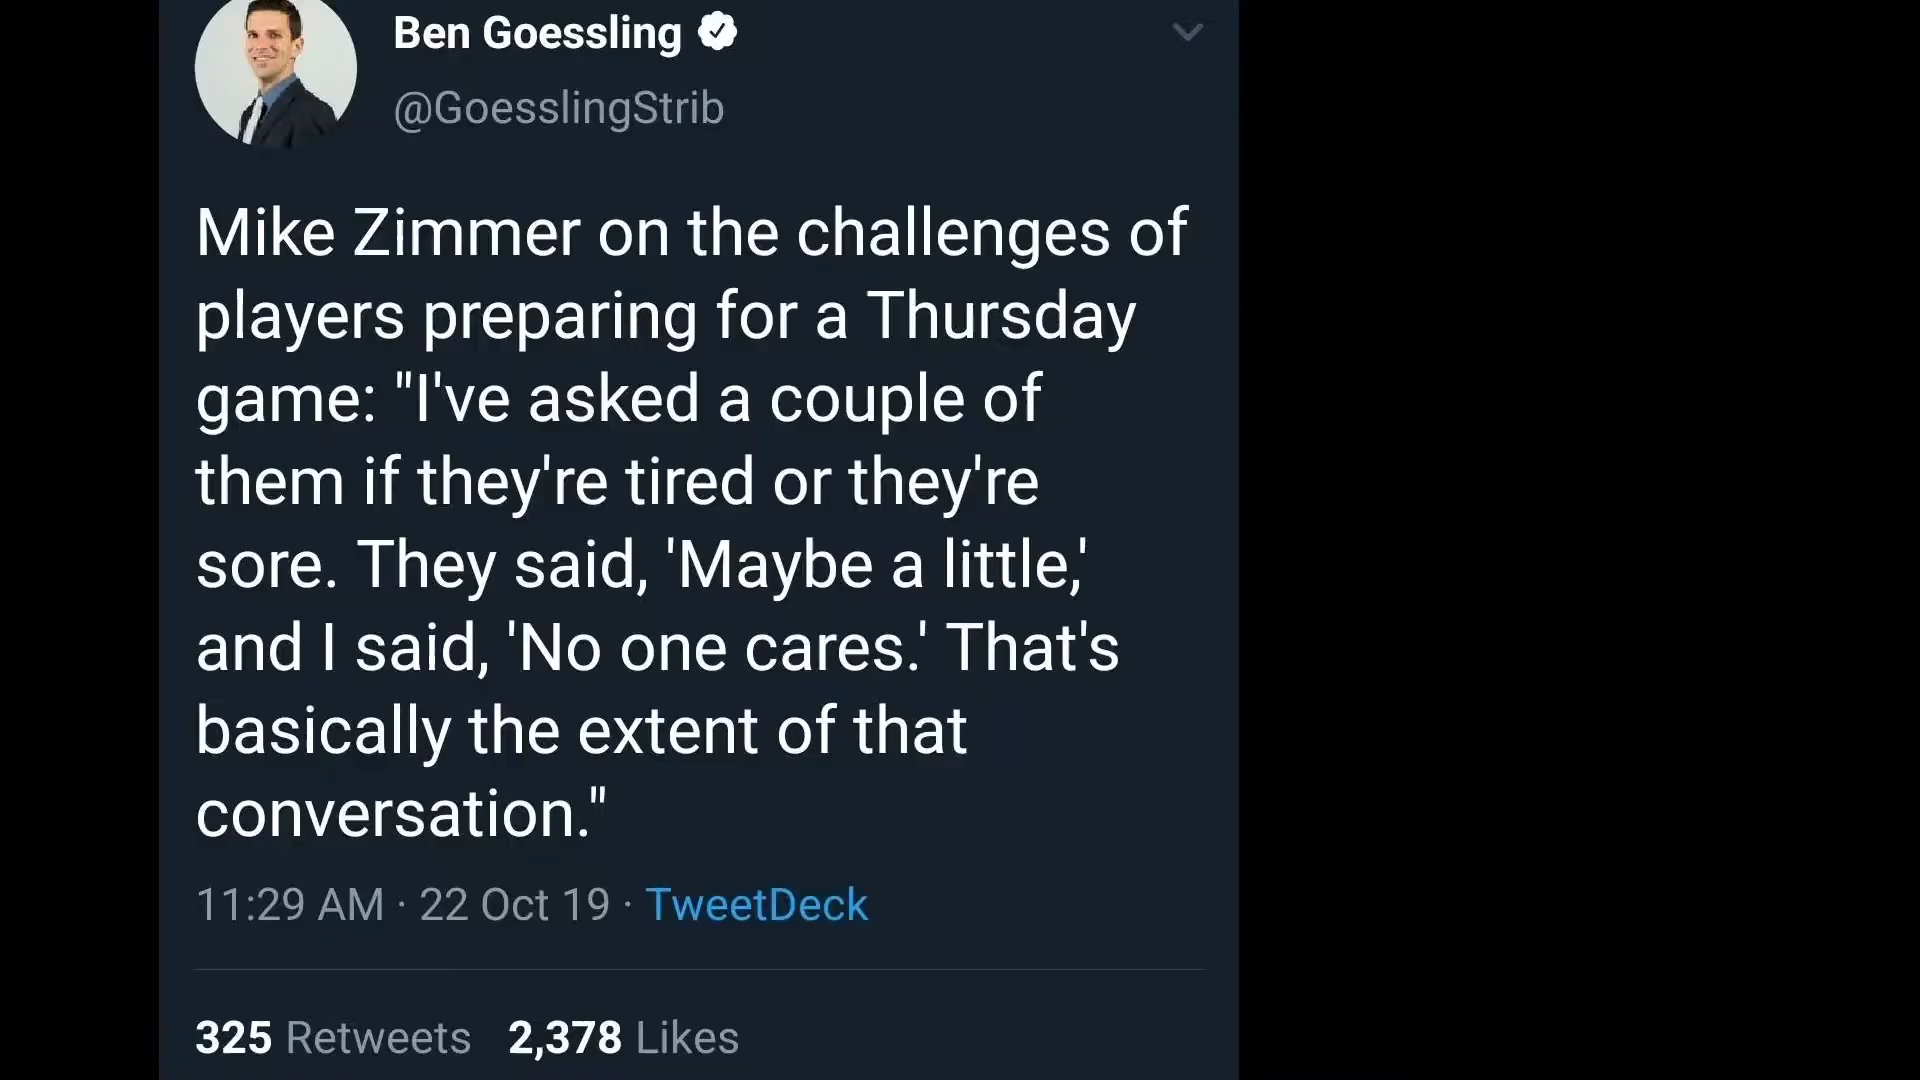 Ben Goessling
@GoesslingStrib
Mike Zimmer on the challenges of
players preparing for a Thursday
game: "I've asked a couple of
them if they're tired or they're
sore. They said, 'Maybe a little,'
and I said, 'No one cares.' That's
basically the extent of that
conversation."
11:29 AM · 22 Oct 19 · TweetDeck
325 Retweets 2,378 Likes